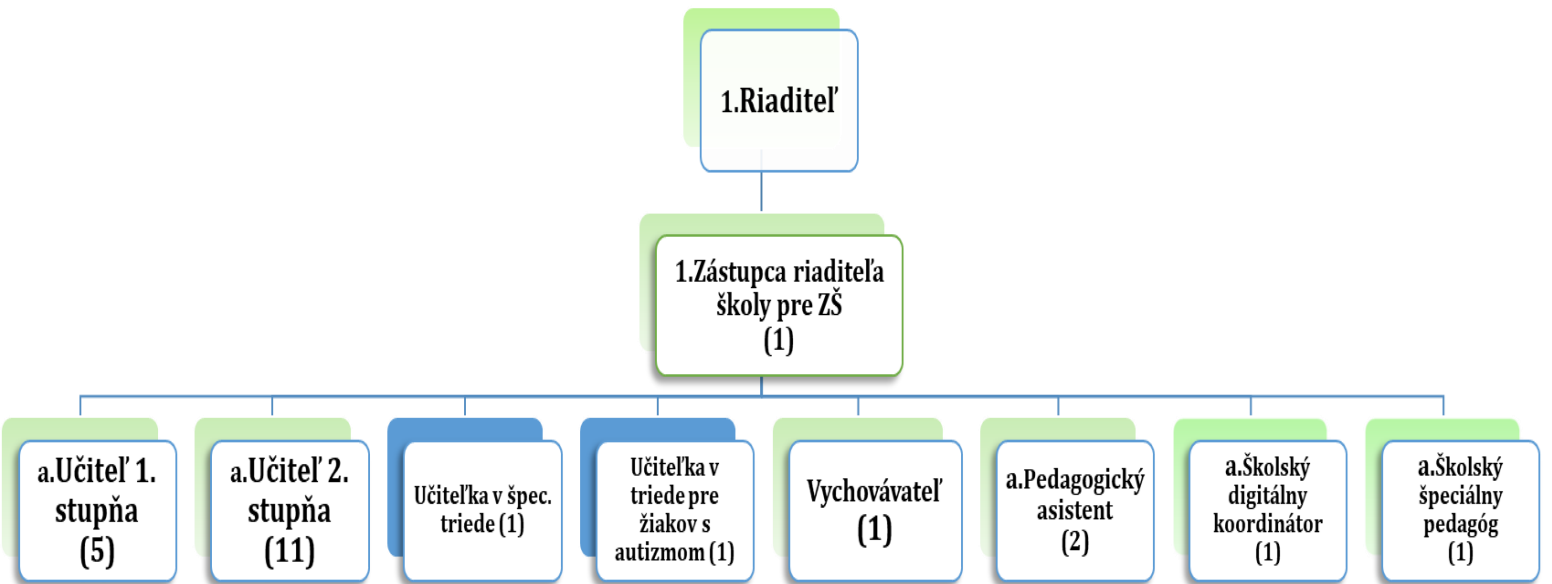 1.Riaditeľ
1.Zástupca riaditeľa
školy pre ZŠ
(1)
a.Učiteľ 1.
stupňa
(5)
a.Učiteľ 2.
stupňa
(11)
Učiteľka v špec.
triede (1)
Učiteľka v
triede pre
žiakov s
autizmom (1)
Vychovávateľ
(1)
a.Pedagogický
asistent
(2)
a.Školský
digitálny
koordinátor
(1)
a.Školský
špeciálny
pedagóg
(1)